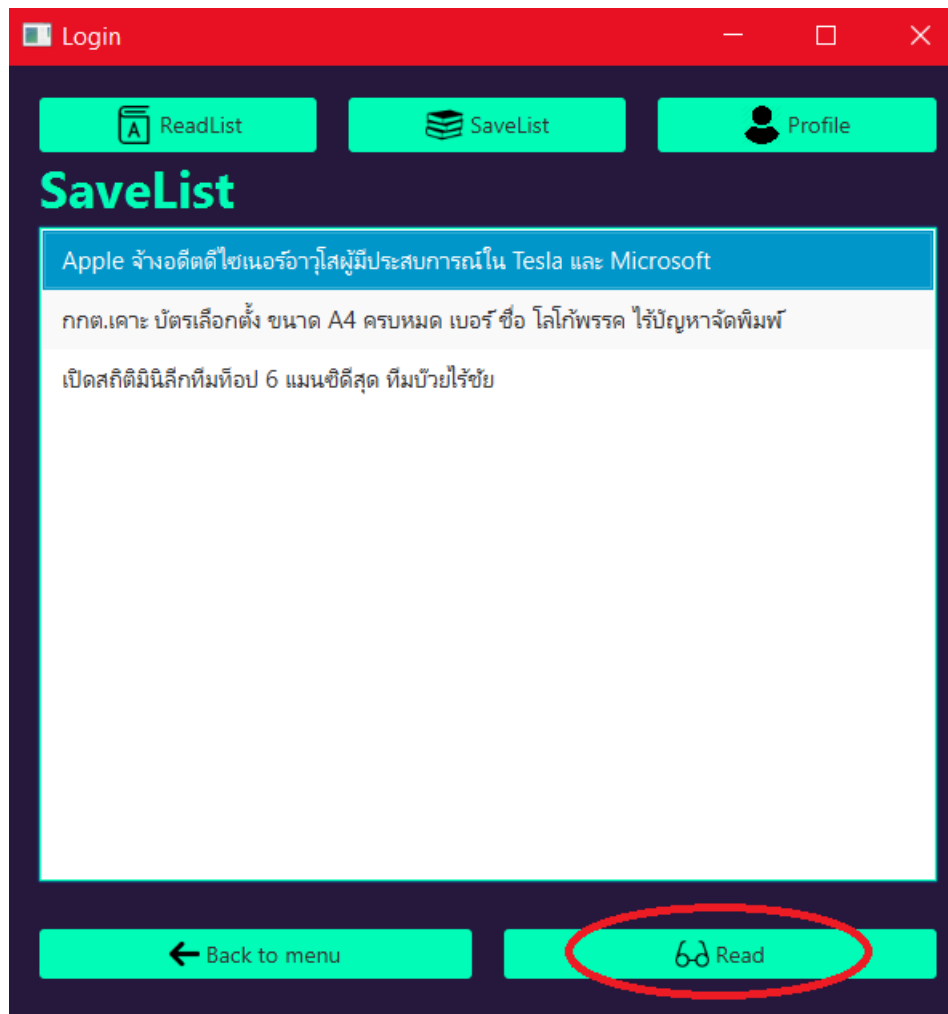 Login
ReadList
SaveList
Profile
SaveList
Apple จ้างอดีตดีไซเนอร์อาวุโสผู้มีประสบการณ์ใน Tesla และ Microsoft
กกต.เคาะ บัตรเลือกตั้ง ขนาด A4 ครบหมด เบอร์ ชื่อ โลโก้พรรค ไร้ปัญหาจัดพิมพ์
เปิดสถิติมินิลีกทีมท็อป 6 แมนซิดีสุด ทีมบ๊วยไร้ชัย
Back to menu
Read